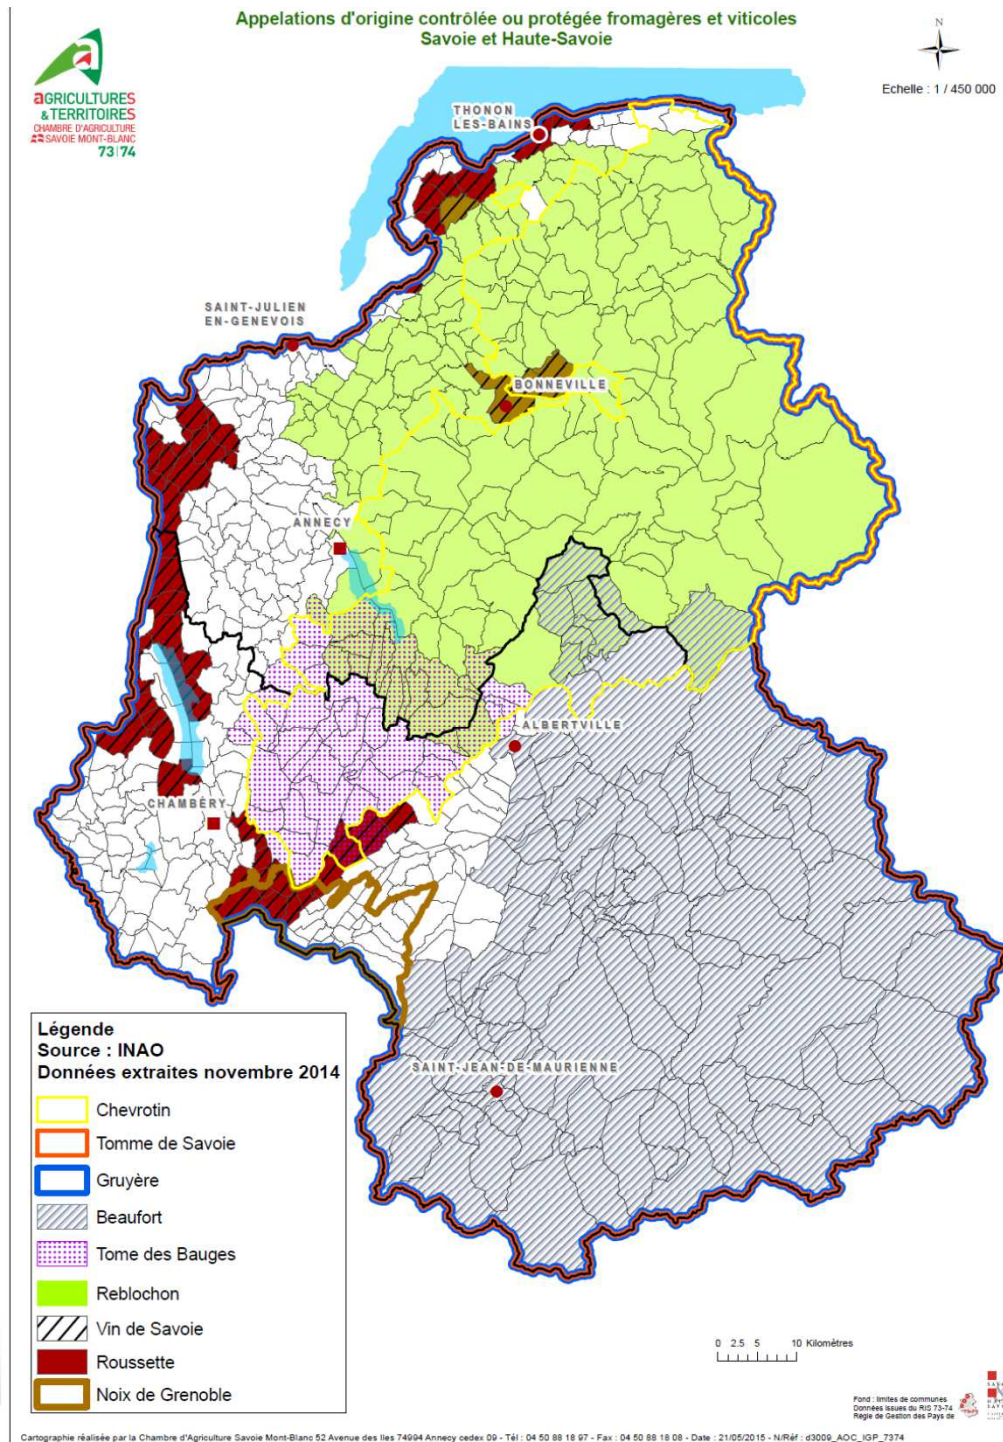 Appelations d'origine contrôlée ou protégée fromagères et viticoles
Savoie et Haute-Savoie
N
Echelle : 1 / 450 000
a
aGRICULTURES
& TERRITOIRES
CHAMBRE D'AGRICULTURE
SAVOIE MONT-BLANC
73|74
THONON
LES-BAINS
SAINT-JULIEN
EN-GENEVOIS
BONNEVILLE
ANNECY
ALBERTVILLE
CHAMBÉRY
SAINT-JEAN-DE-MAURIENNE
Légende
Source : INAO
Données extraites novembre 2014
Chevrotin
Tomme de Savoie
Gruyère
Beaufort
Tome des Bauges
Reblochon
Vin de Savoie
Roussette
Noix de Grenoble
0 2.5 5 10 Kilomètres
Fond : limites de communes
Données issues du RIS 73-74
Régie de Gestion des Pays de
Cartographie réalisée par la Chambre d'Agriculture Savoie Mont-Blanc 52 Avenue des Iles 74994 Annecy cedex 09 - Tél : 04 50 88 18 97 - Fax : 04 50 88 18 08 - Date : 21/05/2015 - N/Réf : d3009_AOC_IGP_7374